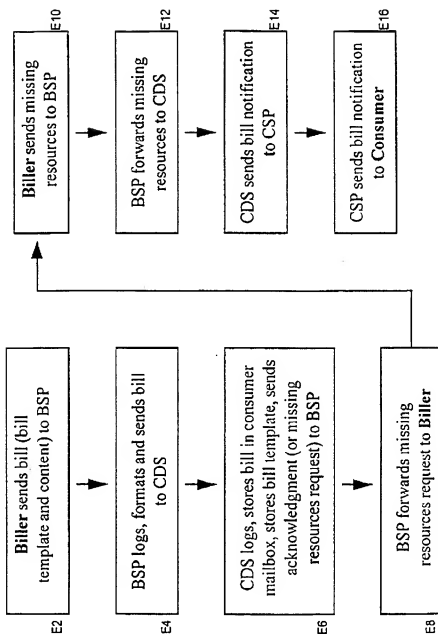 Biller sends bill (bill
template and content) to BSP
E2
BSP logs, formats and sends bill
to CDS
E4
CDS logs, stores bill in consumer
mailbox, stores bill template, sends
acknowledgment (or missing
resources request) to BSP
E6
BSP forwards missing
resources request to Biller
E8
Biller sends missing
resources to BSP
E10
BSP forwards missing
resources to CDS
E12
CDS sends bill notification
to CSP
E14
CSP sends bill notification
to Consumer
E16